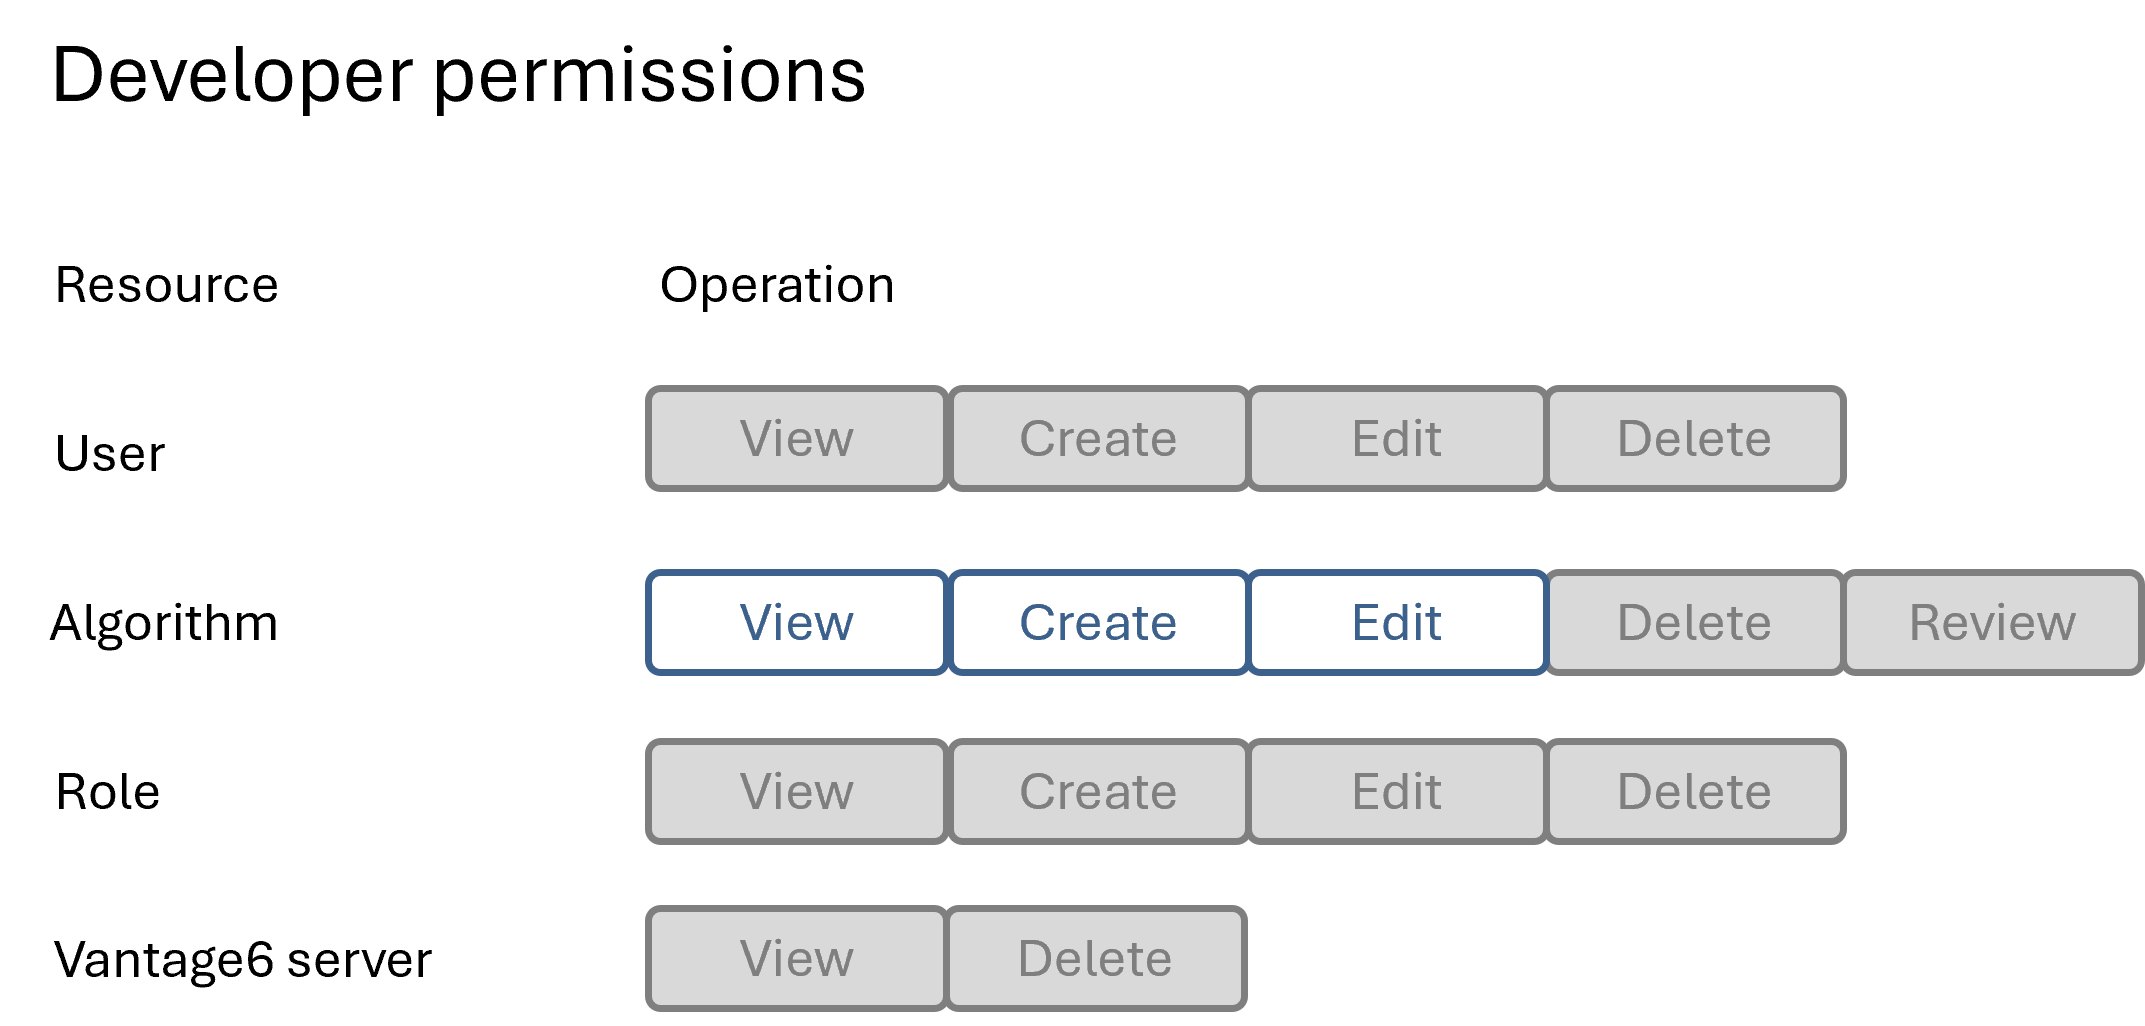 Developer permissions
Resource Operation
User View Create Edit Delete
Algorithm View Create Edit Delete Review
Role View Create Edit Delete
Vantage6 server View Delete